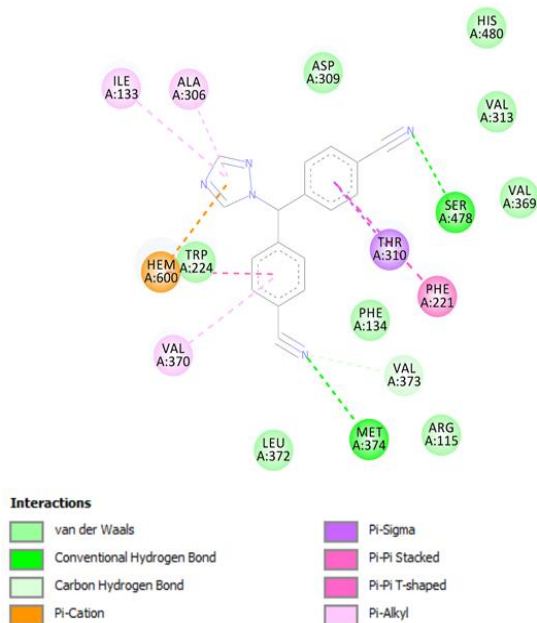 HIS
A:480
ILE
A:133
ALA
A:306
ASP
A:309
VAL
A:313
N
N
N
SER
A:478
VAL
A:369
N
THR
A:310
HEM
A:600
TRP
A:224
PHE
A:221
PHE
A:134
VAL
A:370
N
VAL
A:373
LEU
A:372
MET
A:374
ARG
A:115
Interactions
van der Waals
Conventional Hydrogen Bond
Carbon Hydrogen Bond
Pi-Cation
Pi-Sigma
Pi-Pi Stacked
Pi-Pi T-shaped
Pi-Alkyl